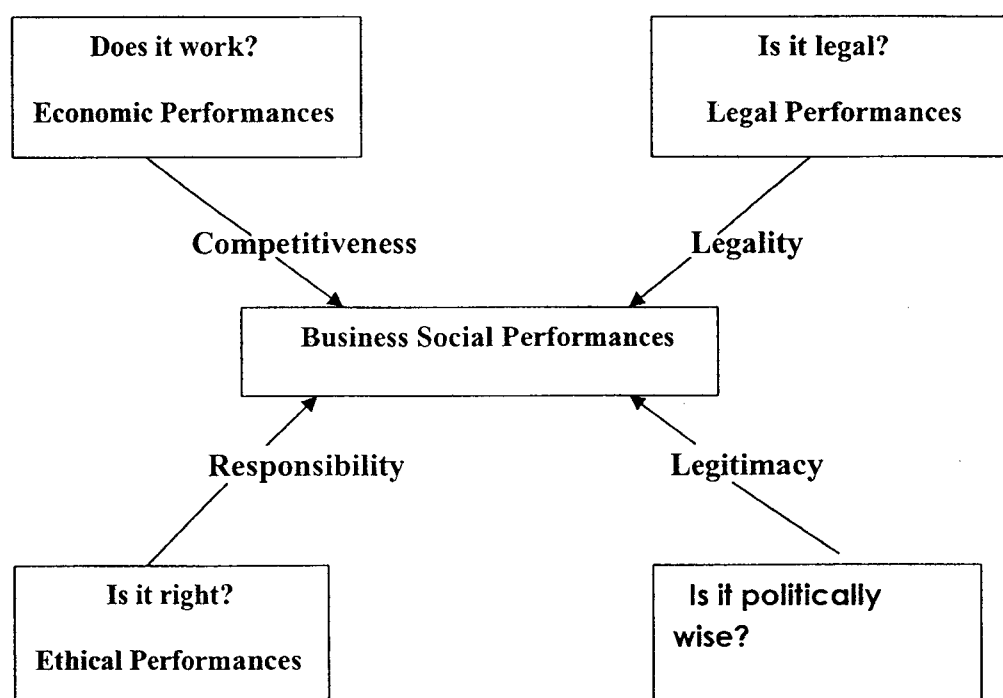 Does it work?
Economic Performances
Is it legal?
Legal Performances
Competitiveness
Legality
Business Social Performances
Responsibility
Legitimacy
Is it right?
Ethical Performances
Is it politically
wise?